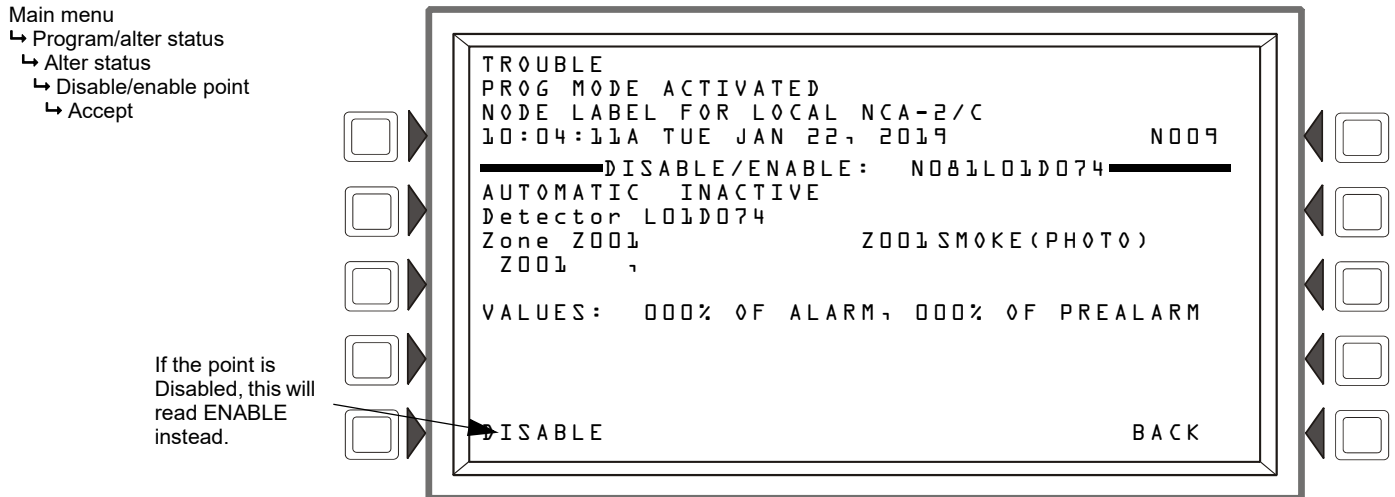 Main menu
↳ Program/alter status
↳ Alter status
↳ Disable/enable point
↳ Accept
TROUBLE
PROG MODE ACTIVATED
NODE LABEL FOR LOCAL NCA-2/C
10:04:11A TUE JAN 22, 2019 N009
DISABLE/ENABLE: N081L01D074
AUTOMATIC INACTIVE
Detector L01D074
Zone Z001 Z001SMOKE(PHOTO)
Z001 ,
VALUES: 000% OF ALARM, 000% OF PREALARM
If the point is
Disabled, this will
read ENABLE
instead.
DISABLE BACK